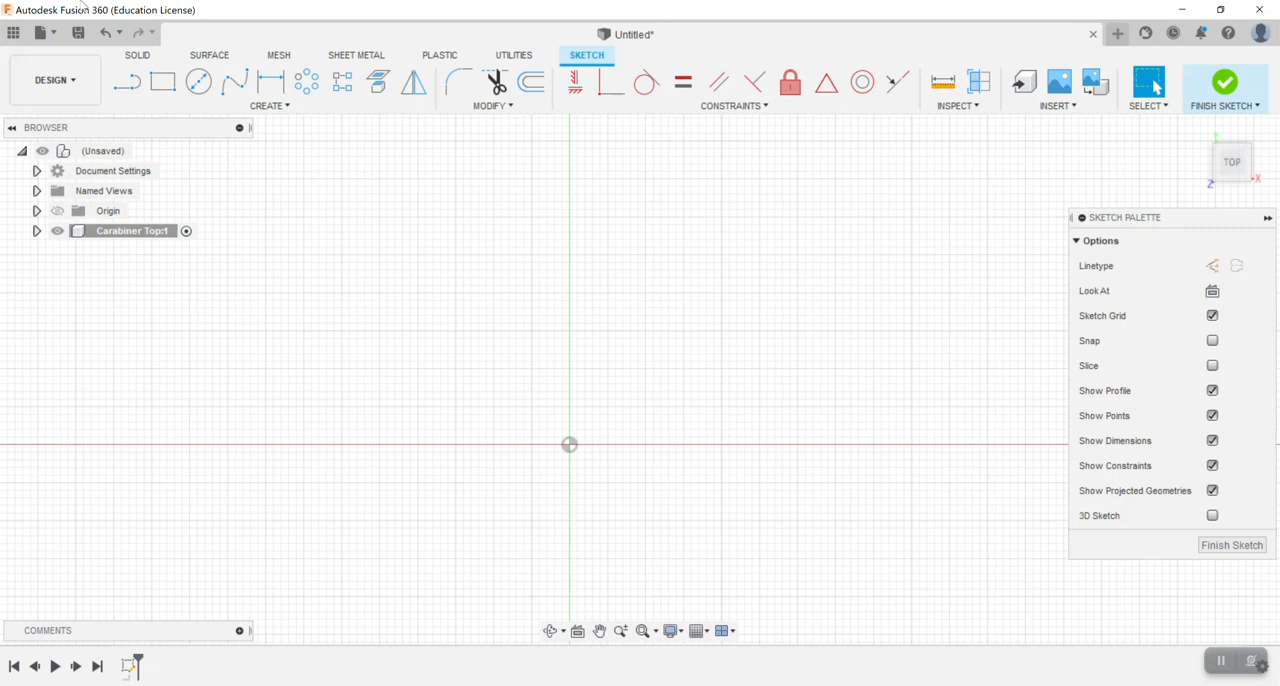 Autodesk Fusion 360 (Education License)
Untitled*
SOLID SURFACE MESH SHEET METAL PLASTIC UTILITIES SKETCH
DESIGN
CREATE MODIFY CONSTRAINTS INSPECT INSERT SELECT FINISH SKETCH
BROWSER
(Unsaved)
Document Settings
Named Views
Origin
Carabiner Top:1
TOP
X
Z
SKETCH PALETTE
Options
Linetype
Look At
Sketch Grid
Snap
Slice
Show Profile
Show Points
Show Dimensions
Show Constraints
Show Projected Geometries
3D Sketch
Finish Sketch
COMMENTS